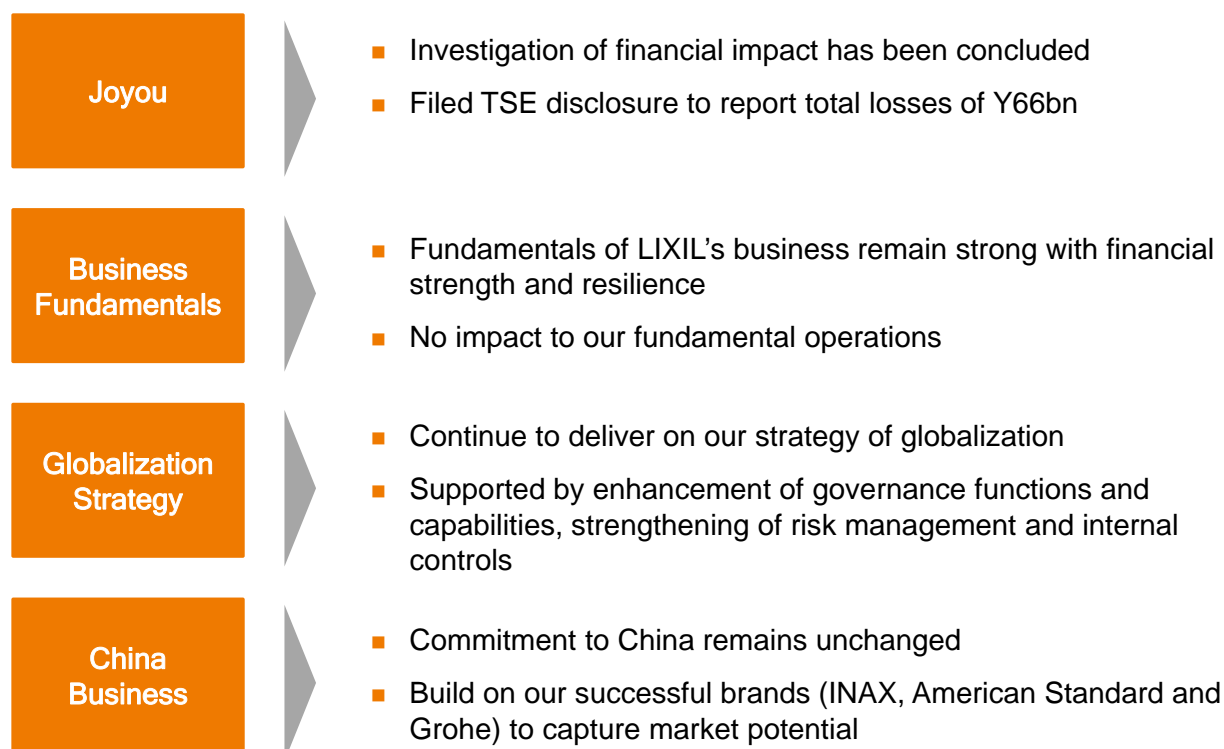 Joyou
Investigation of financial impact has been concluded
Filed TSE disclosure to report total losses of Y66bn
Business
Fundamentals
Fundamentals of LIXIL’s business remain strong with financial
strength and resilience
No impact to our fundamental operations
Globalization
Strategy
Continue to deliver on our strategy of globalization
Supported by enhancement of governance functions and
capabilities, strengthening of risk management and internal
controls
China
Business
Commitment to China remains unchanged
Build on our successful brands (INAX, American Standard and
Grohe) to capture market potential